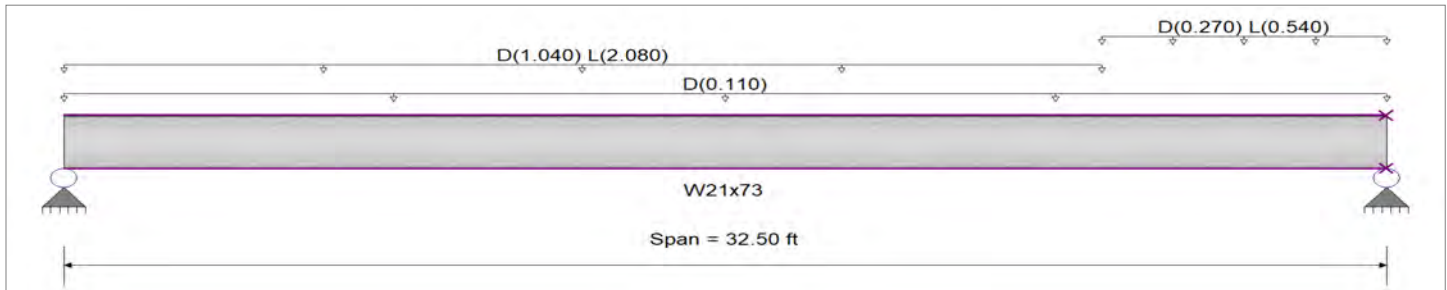 D(0.270) L(0.540)
D(1.040) L(2.080)
D(0.110)
W21x73
Span = 32.50 ft